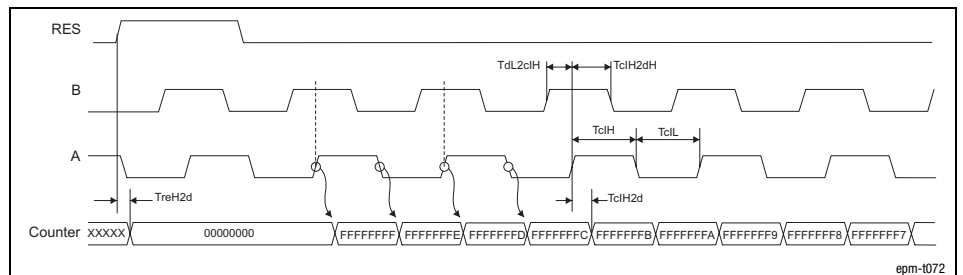 RES
TdL2clH TclH2dH
B
TclH TclL
A
TreH2d TclH2d
Counter XXXXX 00000000 FFFFFFFF FFFFFFFE FFFFFFFD FFFFFFFC FFFFFFFB FFFFFFFA FFFFFFF9 FFFFFFF8 FFFFFFF7
epm-t072